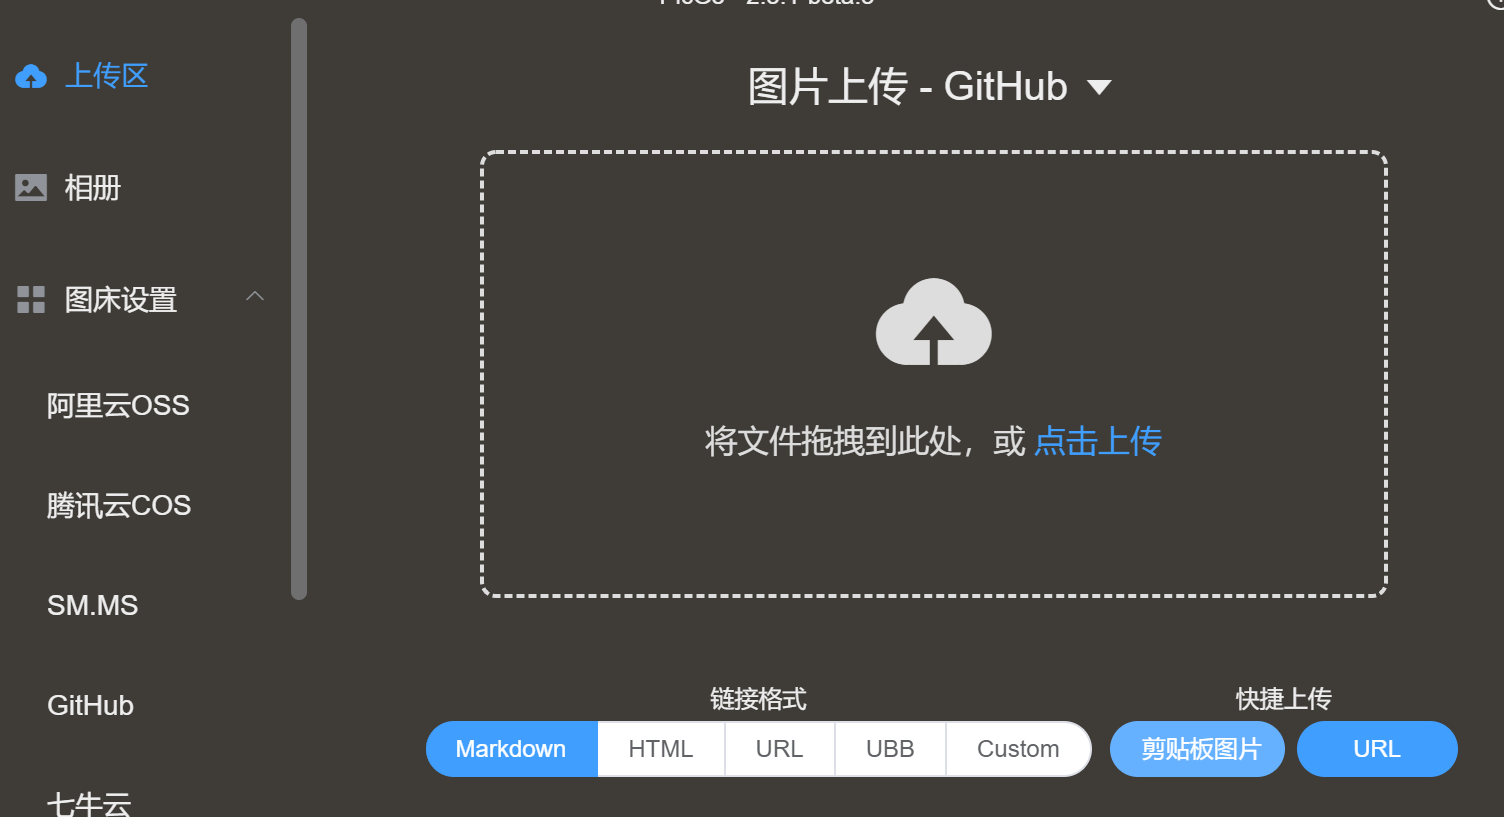 上传区
相册
图床设置
阿里云OSS
腾讯云COS
SM.MS
GitHub
七牛云
图片上传 - GitHub
将文件拖拽到此处，或 点击上传
链接格式
Markdown
HTML
URL
UBB
Custom
快捷上传
剪贴板图片
URL